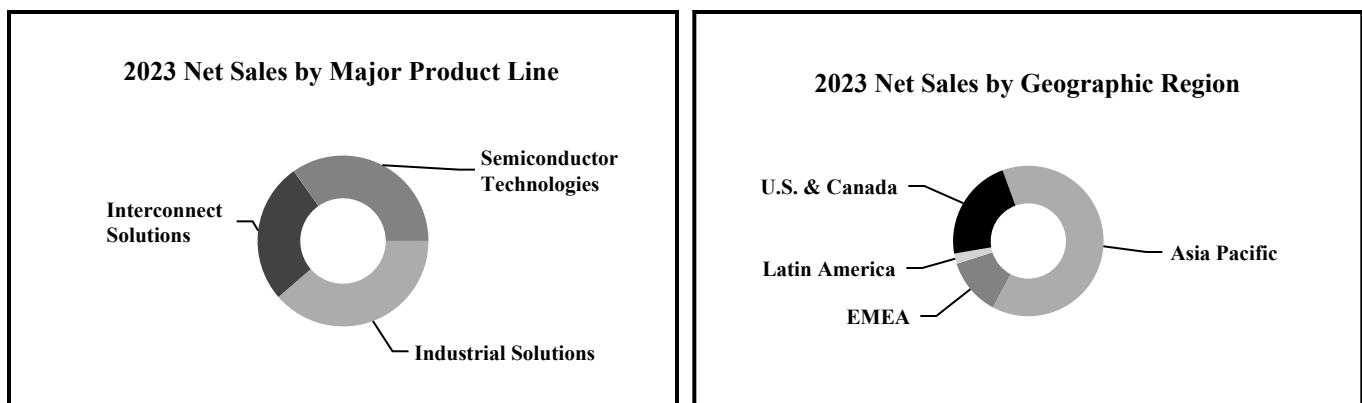 2023 Net Sales by Major Product Line
Semiconductor
Technologies
Interconnect
Solutions
Industrial Solutions
2023 Net Sales by Geographic Region
U.S. & Canada
Asia Pacific
Latin America
EMEA